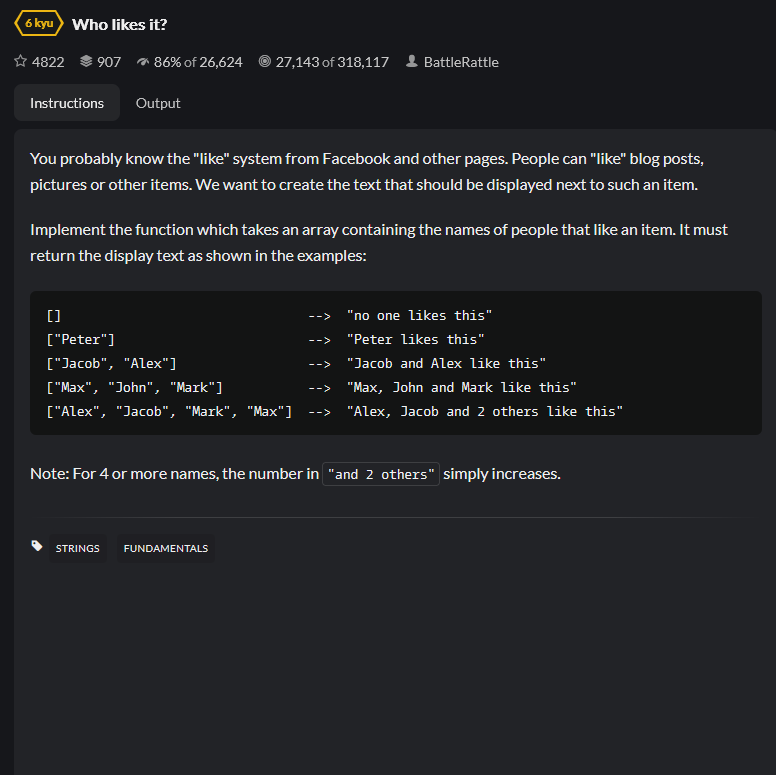 6 kyu Who likes it?
4822 907 86% of 26,624 27,143 of 318,117 BattleRattle
Instructions Output
You probably know the "like" system from Facebook and other pages. People can "like" blog posts,
pictures or other items. We want to create the text that should be displayed next to such an item.
Implement the function which takes an array containing the names of people that like an item. It must
return the display text as shown in the examples:
[] --> "no one likes this"
["Peter"] --> "Peter likes this"
["Jacob", "Alex"] --> "Jacob and Alex like this"
["Max", "John", "Mark"] --> "Max, John and Mark like this"
["Alex", "Jacob", "Mark", "Max"] --> "Alex, Jacob and 2 others like this"
Note: For 4 or more names, the number in "and 2 others" simply increases.
STRINGS FUNDAMENTALS